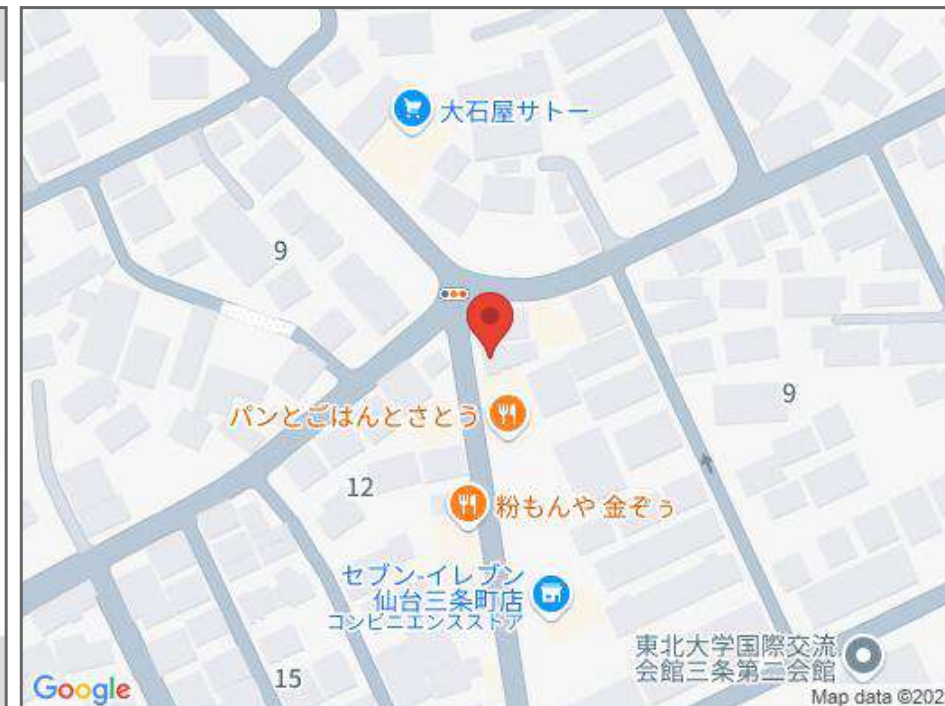 大石屋サトー
9
パンとごはんとさとう
9
12
粉もんや 金ぞぅ
セブン-イレブン
仙台三条町店
コンビニエンスストア
東北大学国際交流
会館三条第二会館
15
Google
Map data ©202